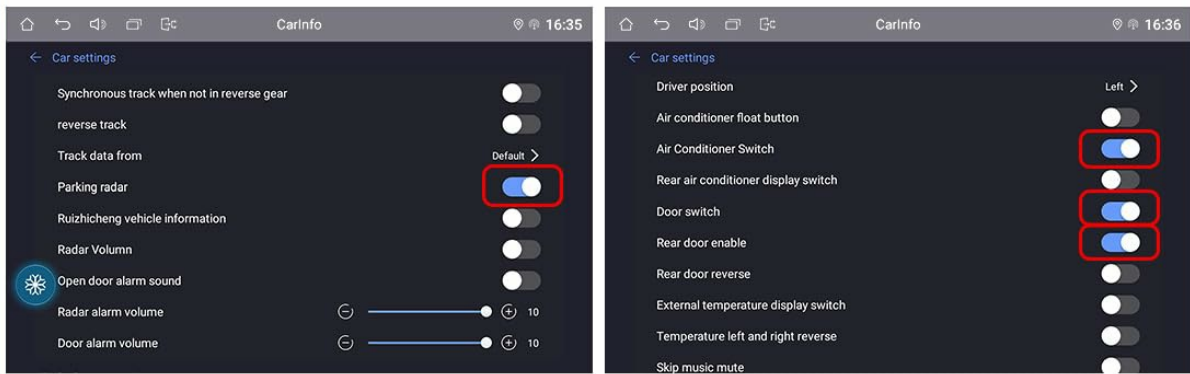 CarInfo 16:35
Car settings
Synchronous track when not in reverse gear
reverse track
Track data from Default
Parking radar
Ruizhicheng vehicle information
Radar Volumn
Open door alarm sound
Radar alarm volume 10
Door alarm volume 10
CarInfo 16:36
Car settings
Driver position Left
Air conditioner float button
Air Conditioner Switch
Rear air conditioner display switch
Door switch
Rear door enable
Rear door reverse
External temperature display switch
Temperature left and right reverse
Skip music mute